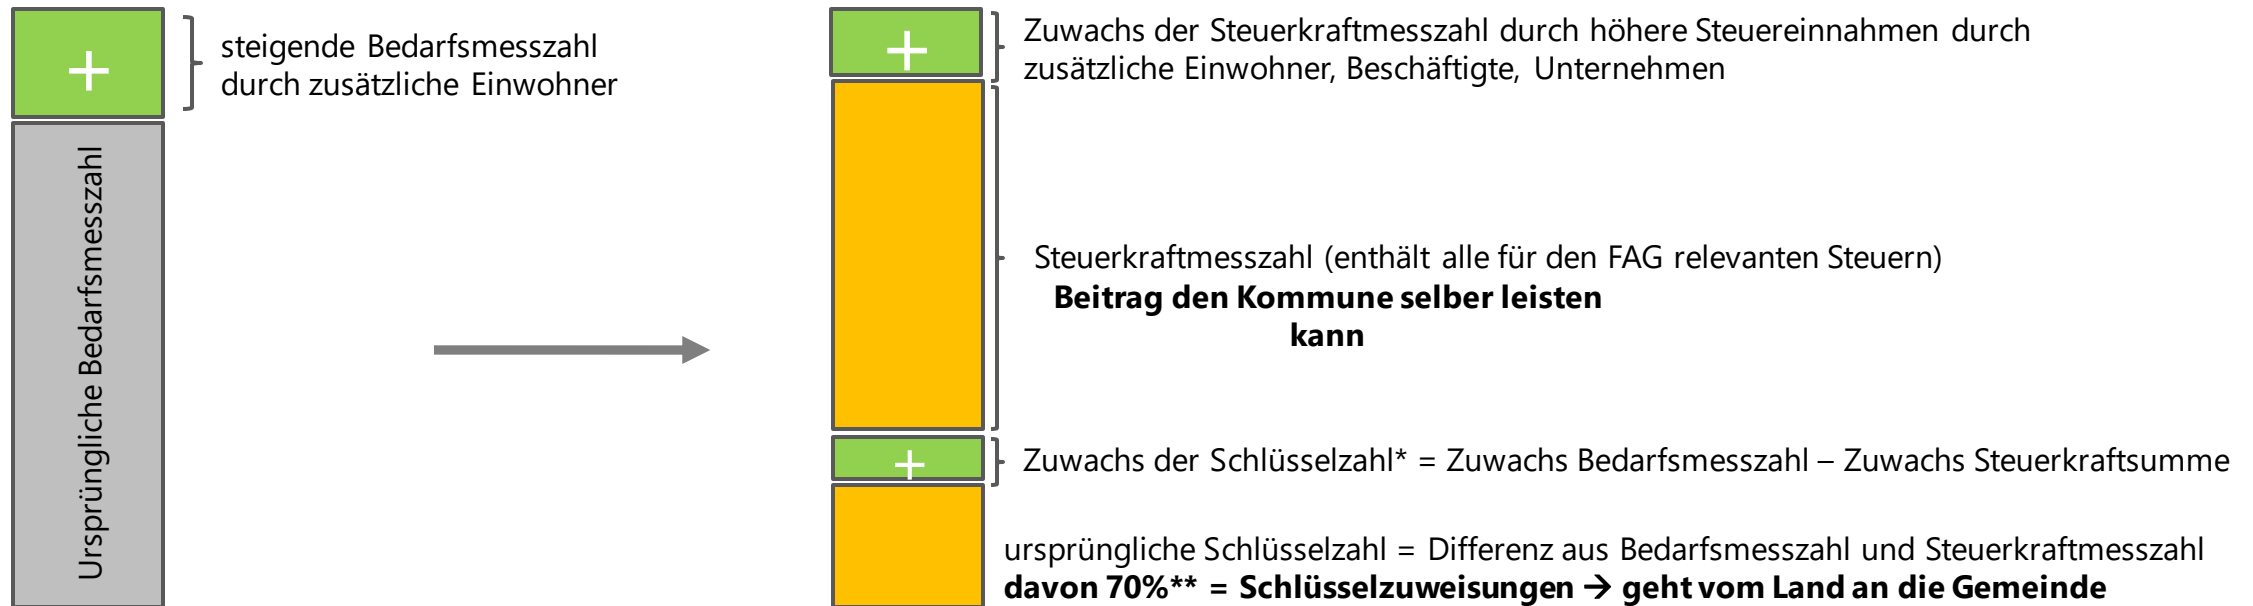 +
steigende Bedarfsmesszahl
durch zusätzliche Einwohner
Ursprüngliche Bedarfsmesszahl
+
Zuwachs der Steuerkraftmesszahl durch höhere Steuereinnahmen durch
zusätzliche Einwohner, Beschäftigte, Unternehmen
Steuerkraftmesszahl (enthält alle für den FAG relevanten Steuern)
Beitrag den Kommune selber leisten
kann
+
Zuwachs der Schlüsselzahl* = Zuwachs Bedarfsmesszahl – Zuwachs Steuerkraftsumme
ursprüngliche Schlüsselzahl = Differenz aus Bedarfsmesszahl und Steuerkraftmesszahl
davon 70%** = Schlüsselzuweisungen → geht vom Land an die Gemeinde